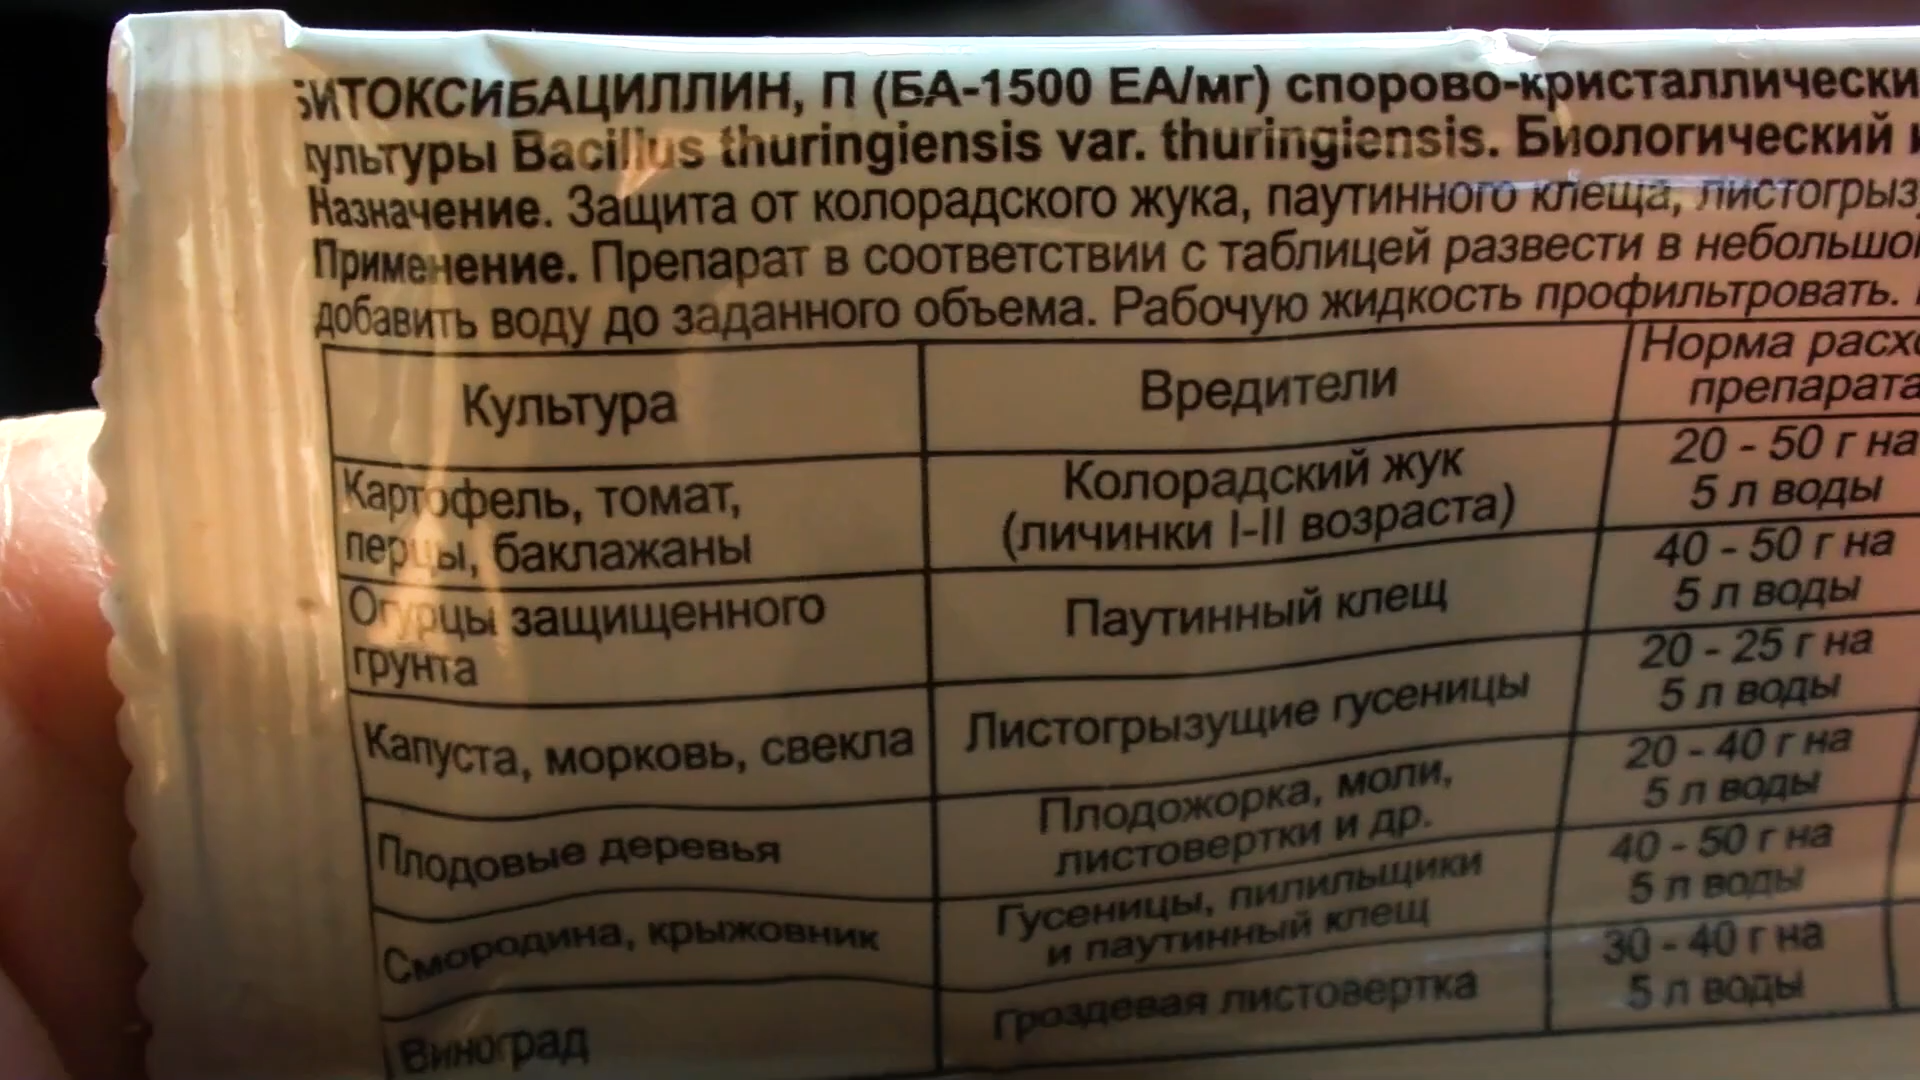 БИТОКСИБАЦИЛЛИН, П (БА-1500 ЕА/мг) спорово-кристаллически
культуры Bacillus thuringiensis var. thuringiensis. Биологический
Назначение. Защита от колорадского жука, паутинного клеща, листогрыз
Применение. Препарат в соответствии с таблицей развести в небольшо
добавить воду до заданного объема. Рабочую жидкость профильтровать.
Культура
Вредители
Норма расхо
препарата
Картофель, томат,
перцы, баклажаны
Колорадский жук
(личинки I-II возраста)
20 - 50 г на
5 л воды
Огурцы защищенного
грунта
Паутинный клещ
40 - 50 г на
5 л воды
Капуста, морковь, свекла
Листогрызущие гусеницы
20 - 25 г на
5 л воды
Плодовые деревья
Плодожорка, моли,
листовертки и др.
20 - 40 г на
5 л воды
Смородина, крыжовник
Гусеницы, пилильщики
и паутинный клещ
40 - 50 г на
5 л воды
Виноград
Гроздевая листовертка
30 - 40 г на
5 л воды